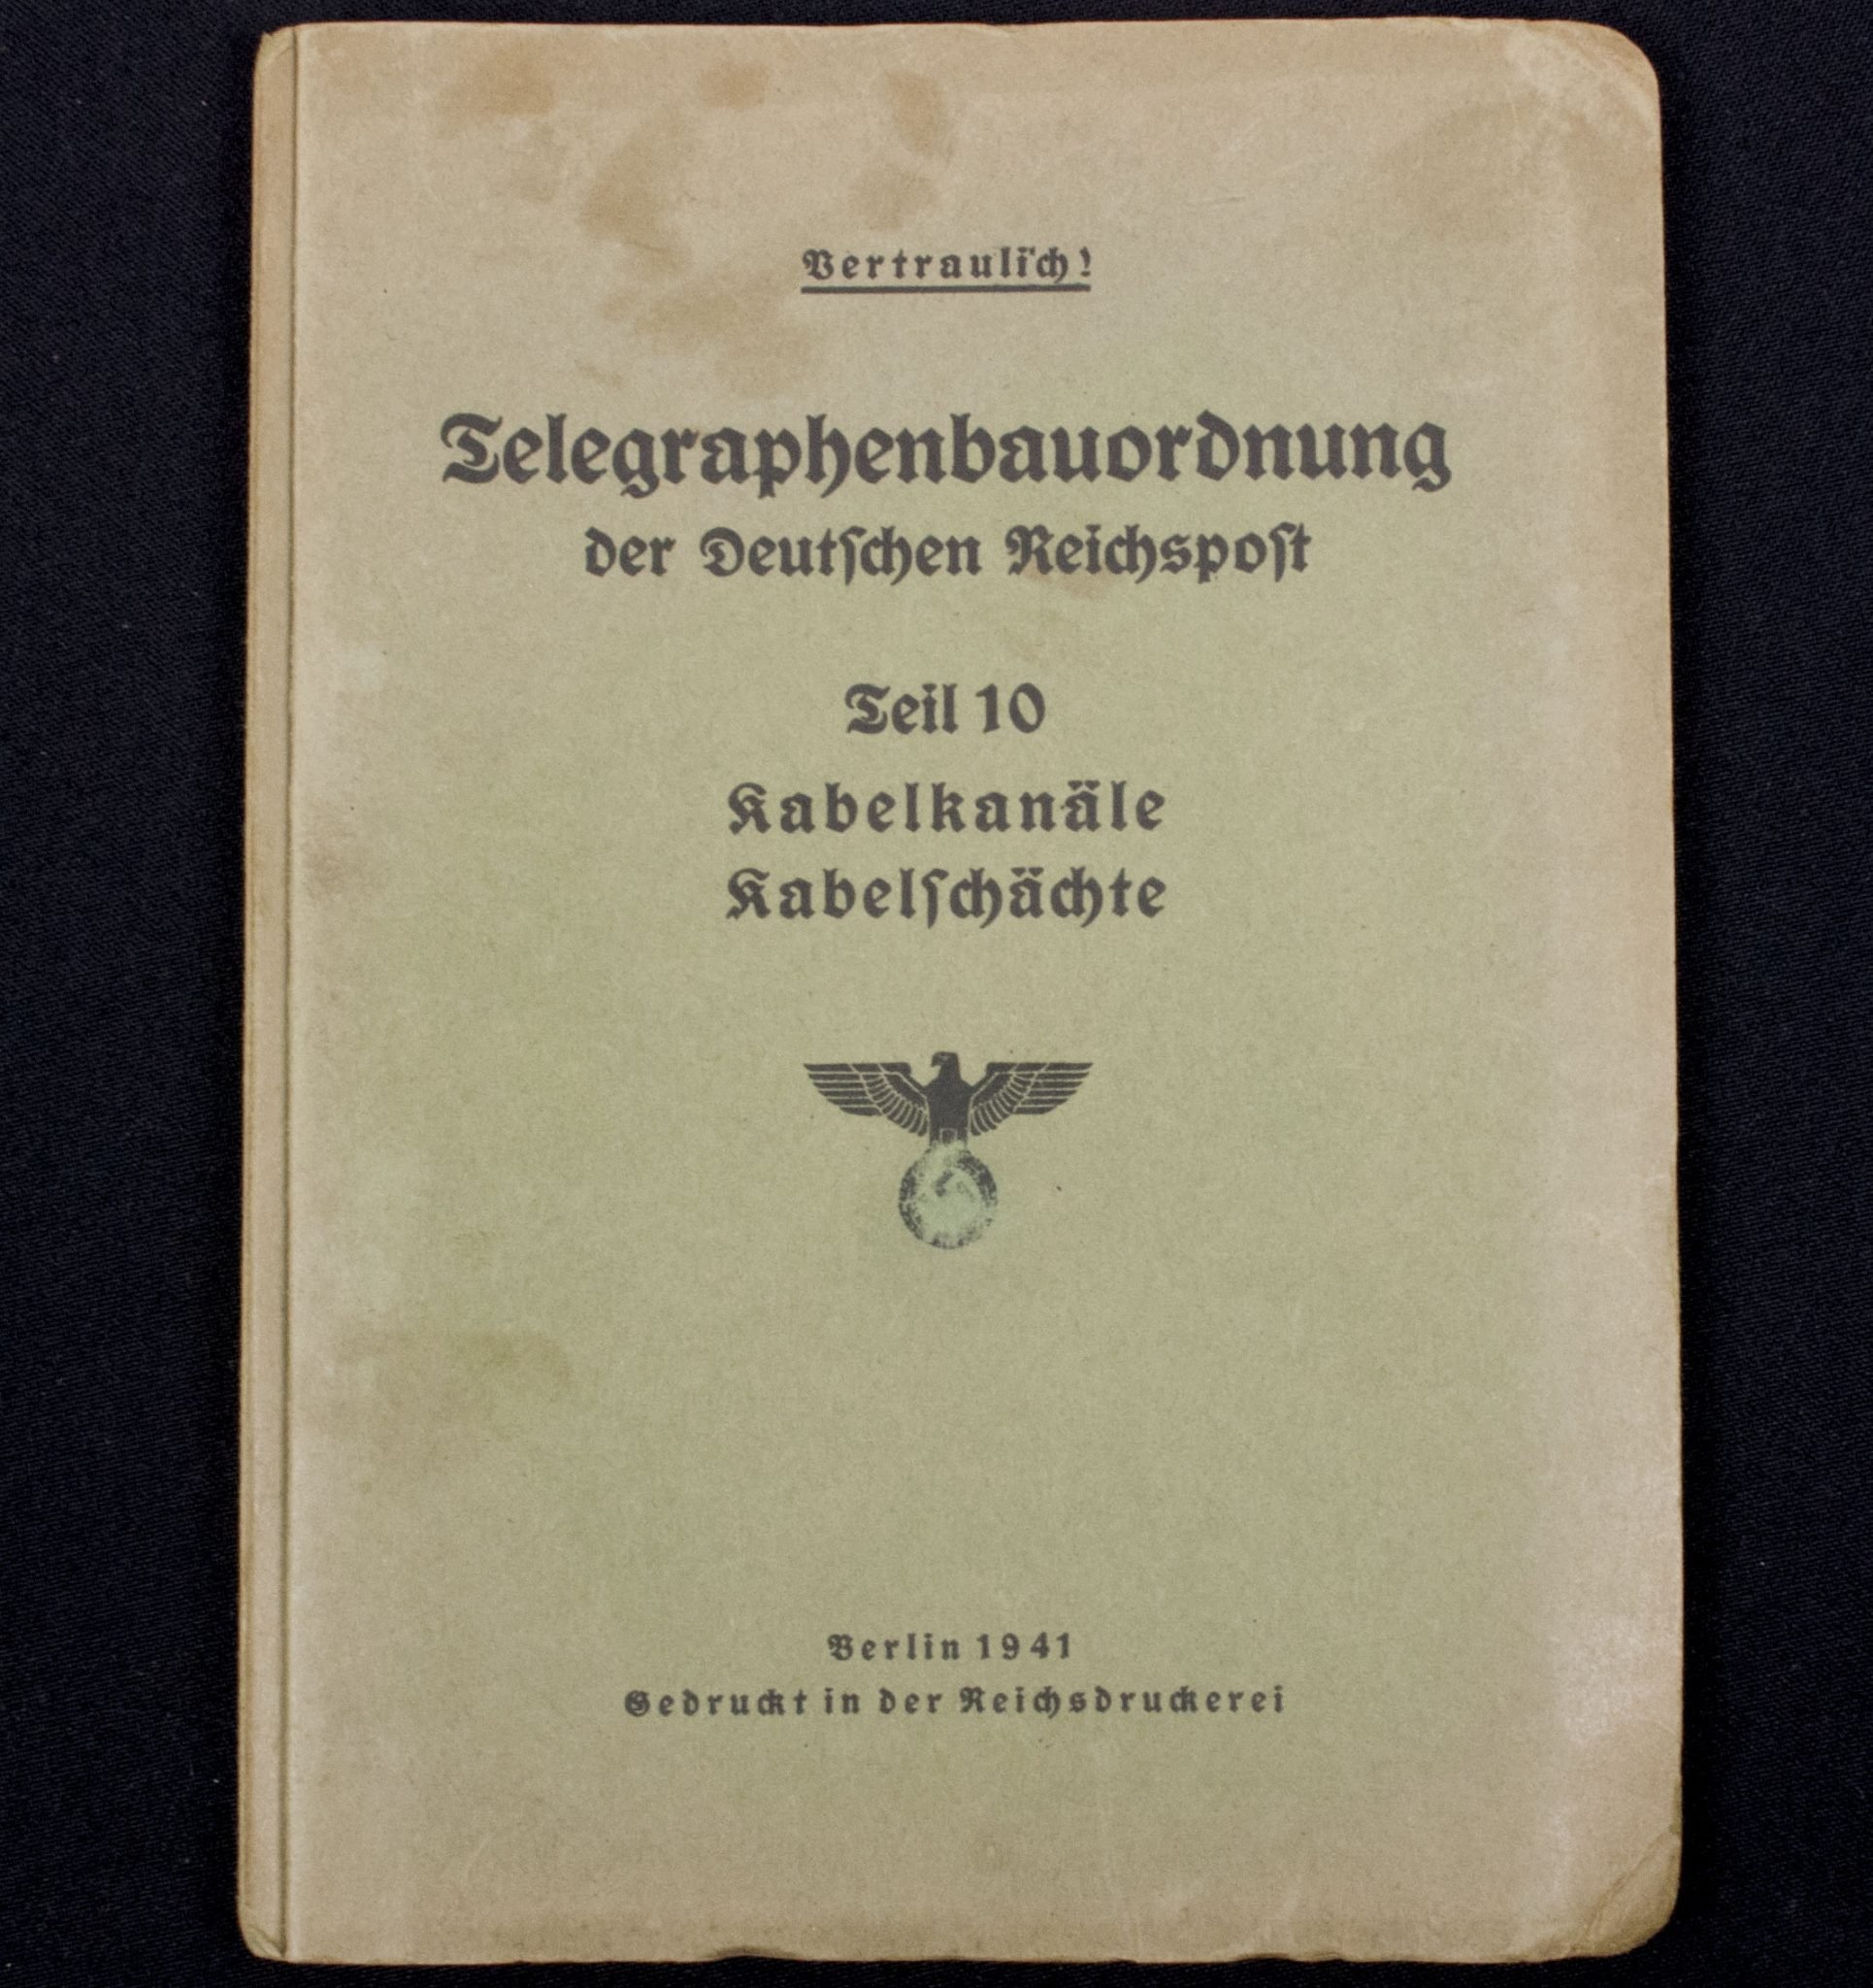 Vertraulich!
Telegraphenbauordnung
der Deutſchen Reichspoſt
Teil 10
Kabelkanäle
Kabelſchächte
Berlin 1941
Gedruckt in der Reichsdruckerei